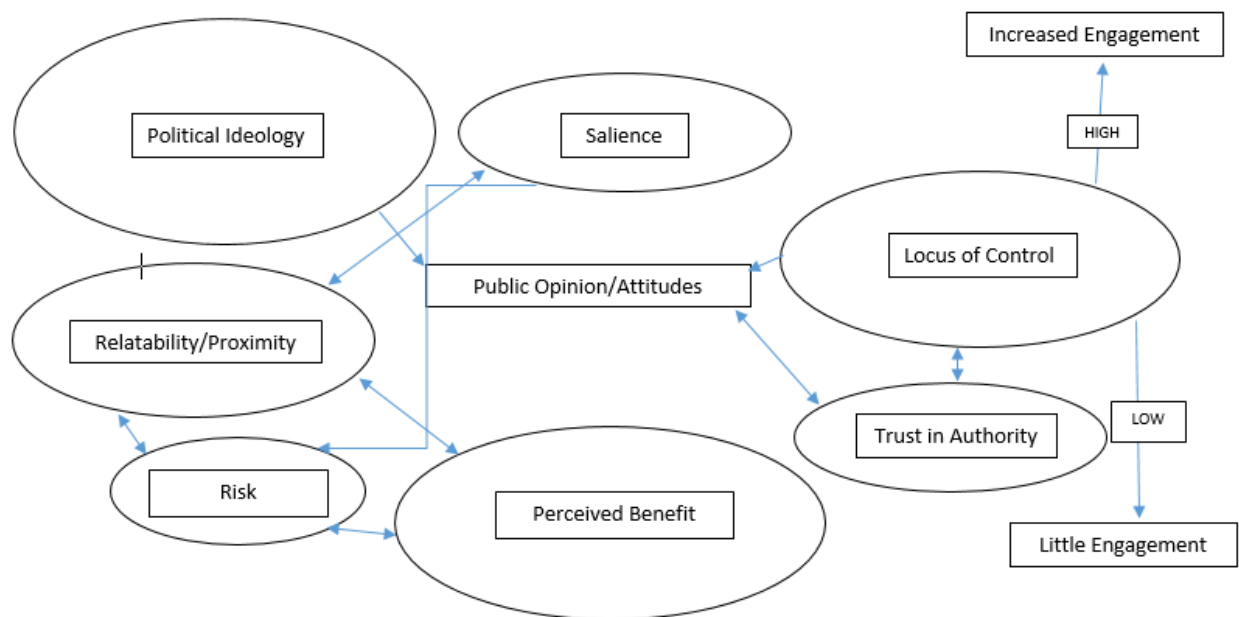 Increased Engagement
Political Ideology
Salience
HIGH
Locus of Control
Public Opinion/Attitudes
Relatability/Proximity
LOW
Trust in Authority
Risk
Perceived Benefit
Little Engagement